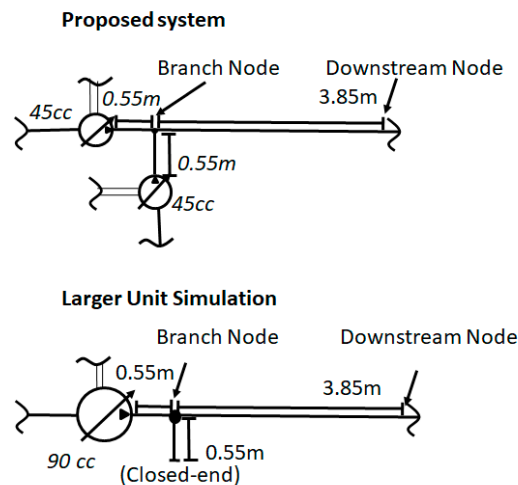 Proposed system
Branch Node
Downstream Node
45cc
0.55m
3.85m
0.55m
45cc
Larger Unit Simulation
Branch Node
Downstream Node
0.55m
3.85m
90 cc
0.55m
(Closed-end)